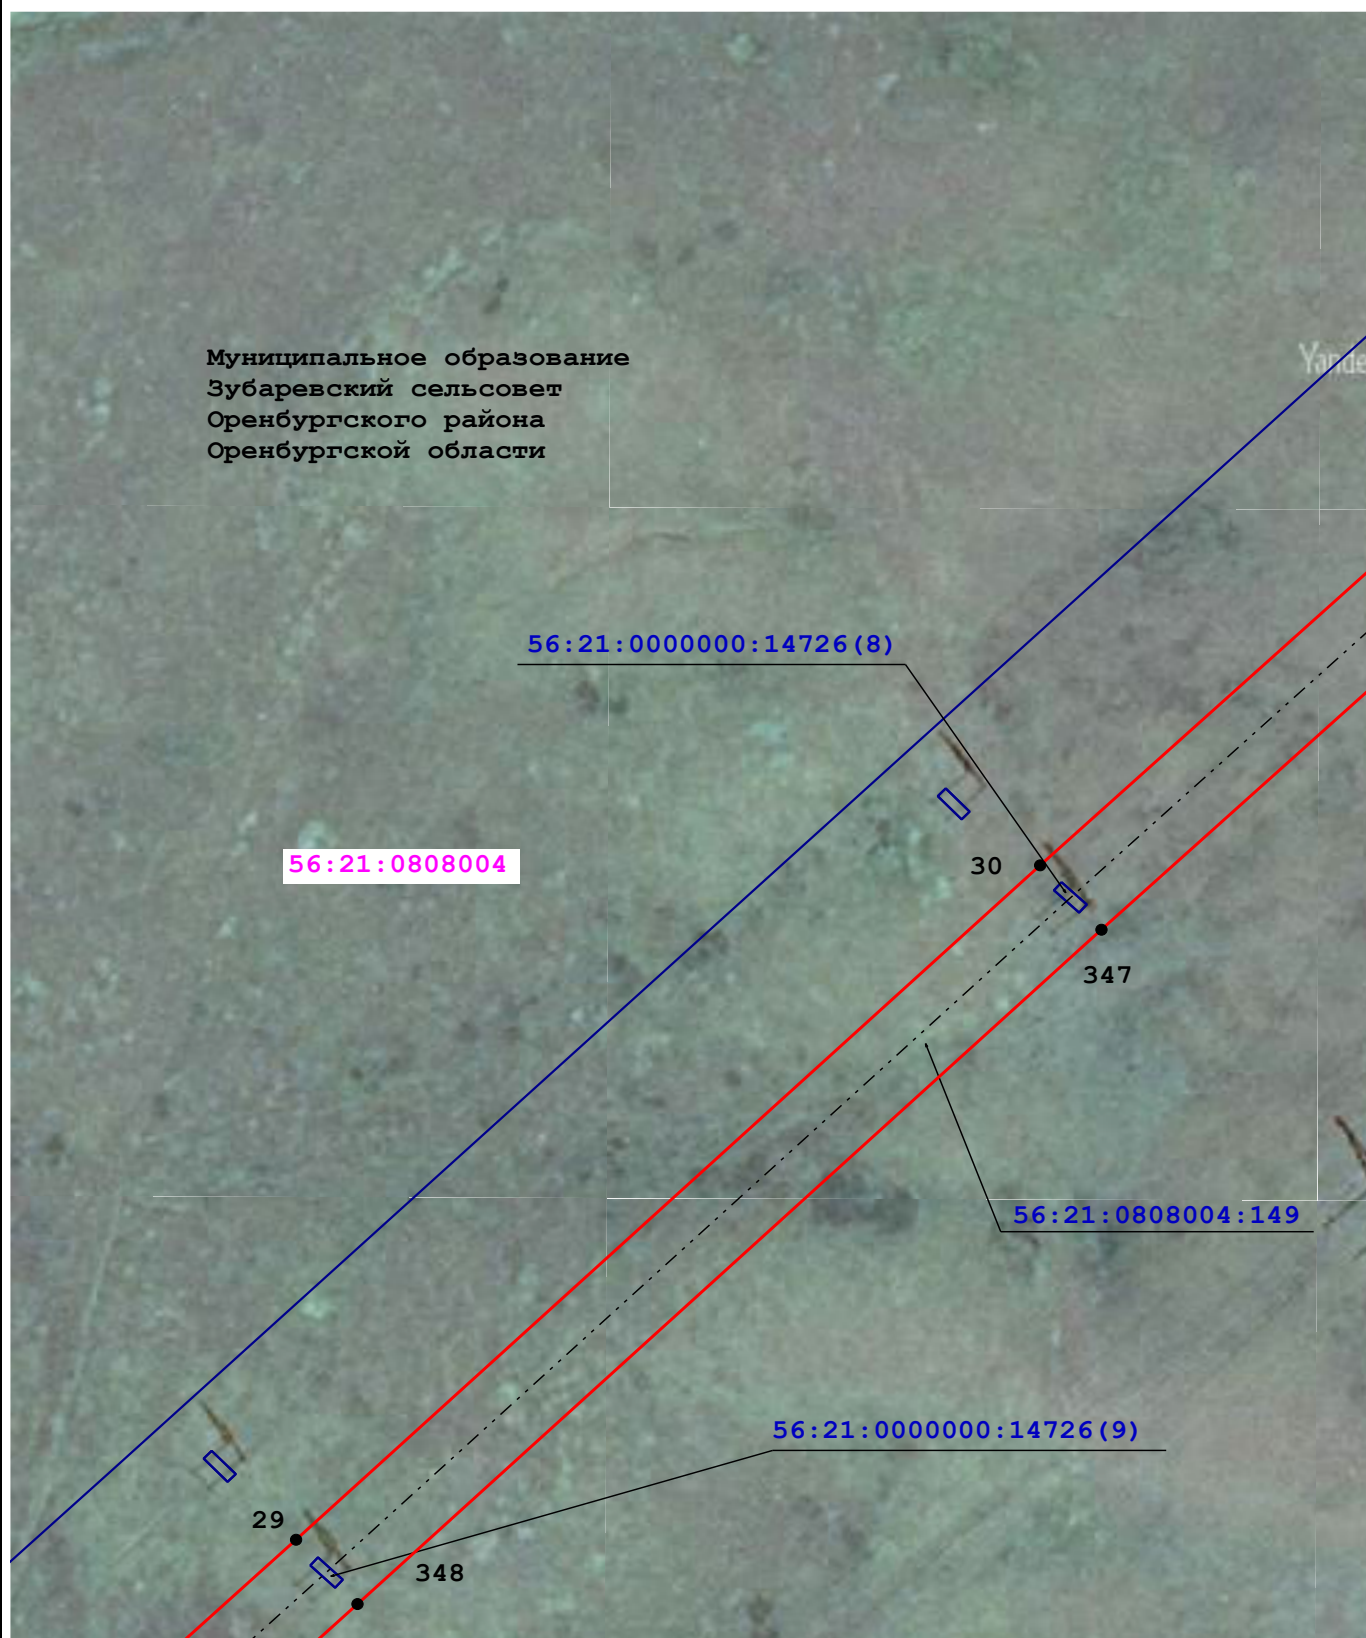 Муниципальное образование
Зубаревский сельсовет
Оренбургского района
Оренбургской области
Yande
56:21:0000000:14726(8)
56:21:0808004
30
347
56:21:0808004:149
56:21:0000000:14726(9)
29
348